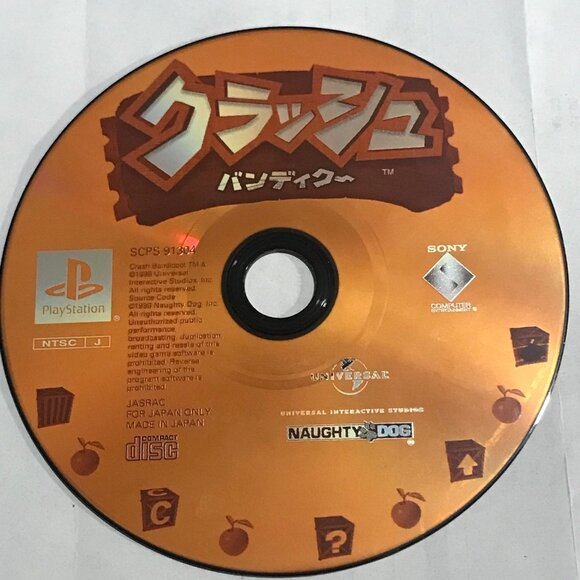 クラッシュ
バンディクー
TM
SCPS 91394
Crash Bandicoot TM &
©1996 Universal
Interactive Studios, Inc.
All rights reserved.
Source Code
©1996 Naughty Dog, Inc.
All rights reserved.
Unauthorized public
performance,
broadcasting, duplication
renting and resale of this
video game software is
prohibited. Reverse
engineering of the
program software is
prohibited.
JASRAC
FOR JAPAN ONLY
MADE IN JAPAN
COMPACT
disc
PlayStation
NTSC J
SONY
COMPUTER
ENTERTAINMENT
UNIVERSAL
UNIVERSAL INTERACTIVE STUDIOS
NAUGHTY DOG
C
?